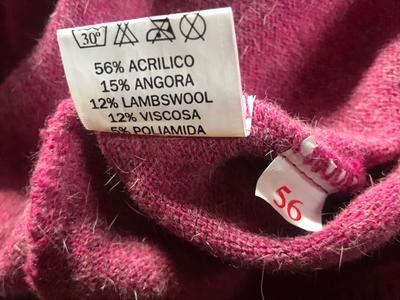 30°
56% ACRILICO
15% ANGORA
12% LAMBSWOOL
12% VISCOSA
5% POLIAMIDA
56